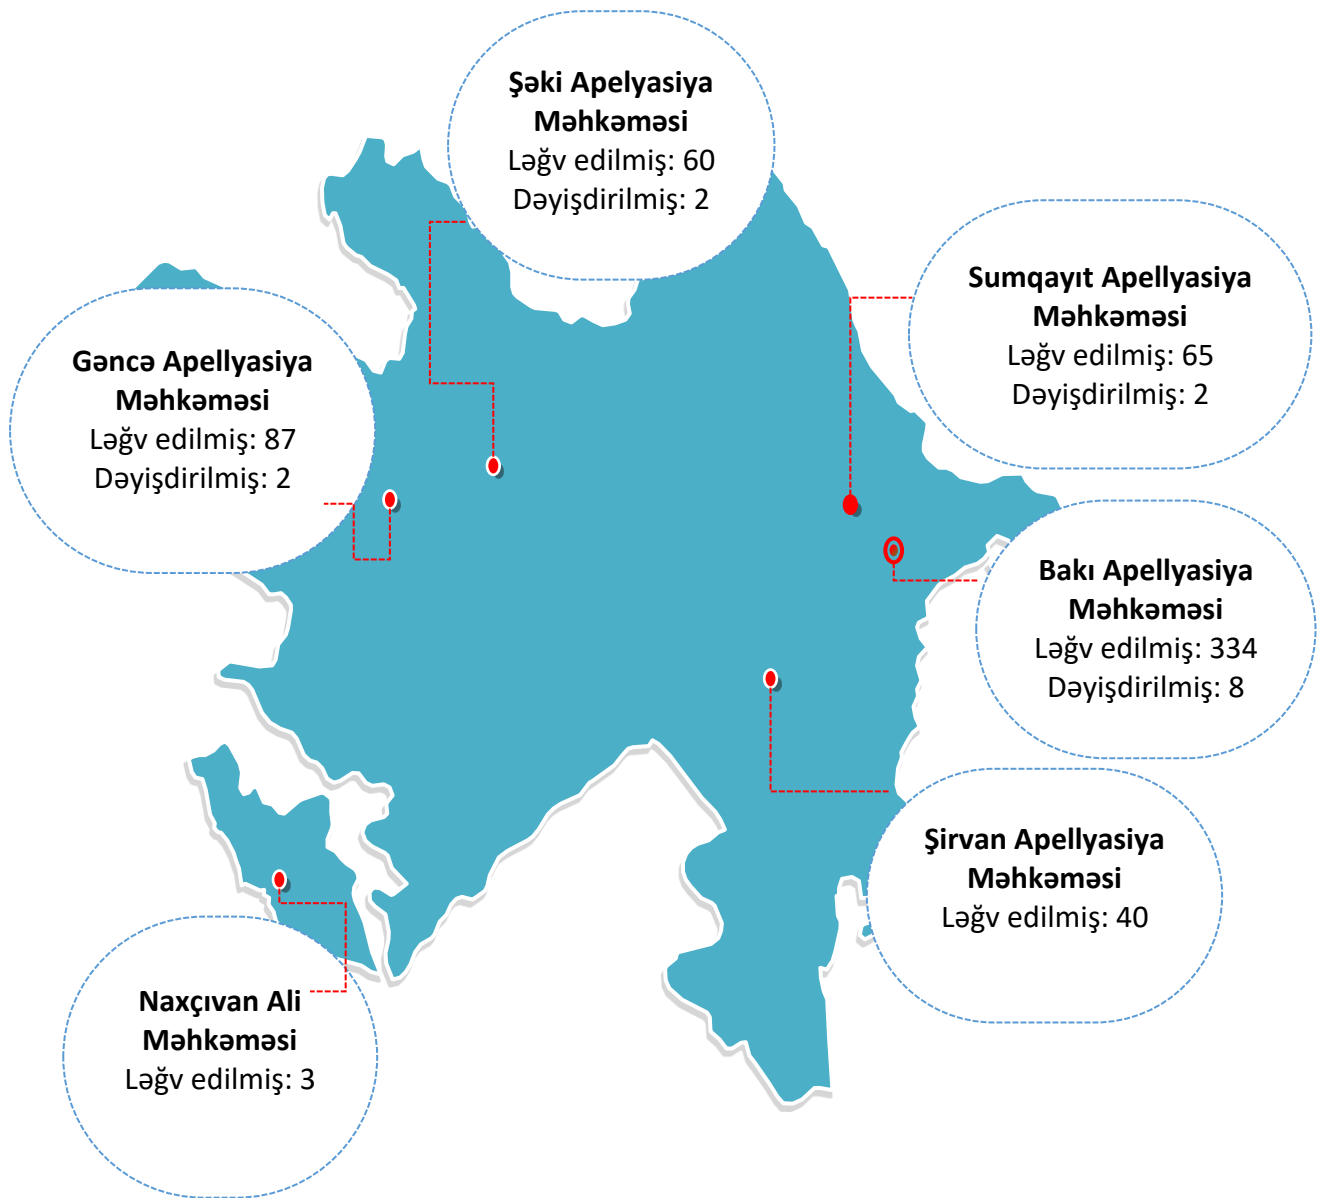 Şəki Apelyasiya
Məhkəməsi
Ləğv edilmiş: 60
Dəyişdirilmiş: 2
Sumqayıt Apellyasiya
Məhkəməsi
Ləğv edilmiş: 65
Dəyişdirilmiş: 2
Gəncə Apellyasiya
Məhkəməsi
Ləğv edilmiş: 87
Dəyişdirilmiş: 2
Bakı Apellyasiya
Məhkəməsi
Ləğv edilmiş: 334
Dəyişdirilmiş: 8
Şirvan Apellyasiya
Məhkəməsi
Ləğv edilmiş: 40
Naxçıvan Ali
Məhkəməsi
Ləğv edilmiş: 3